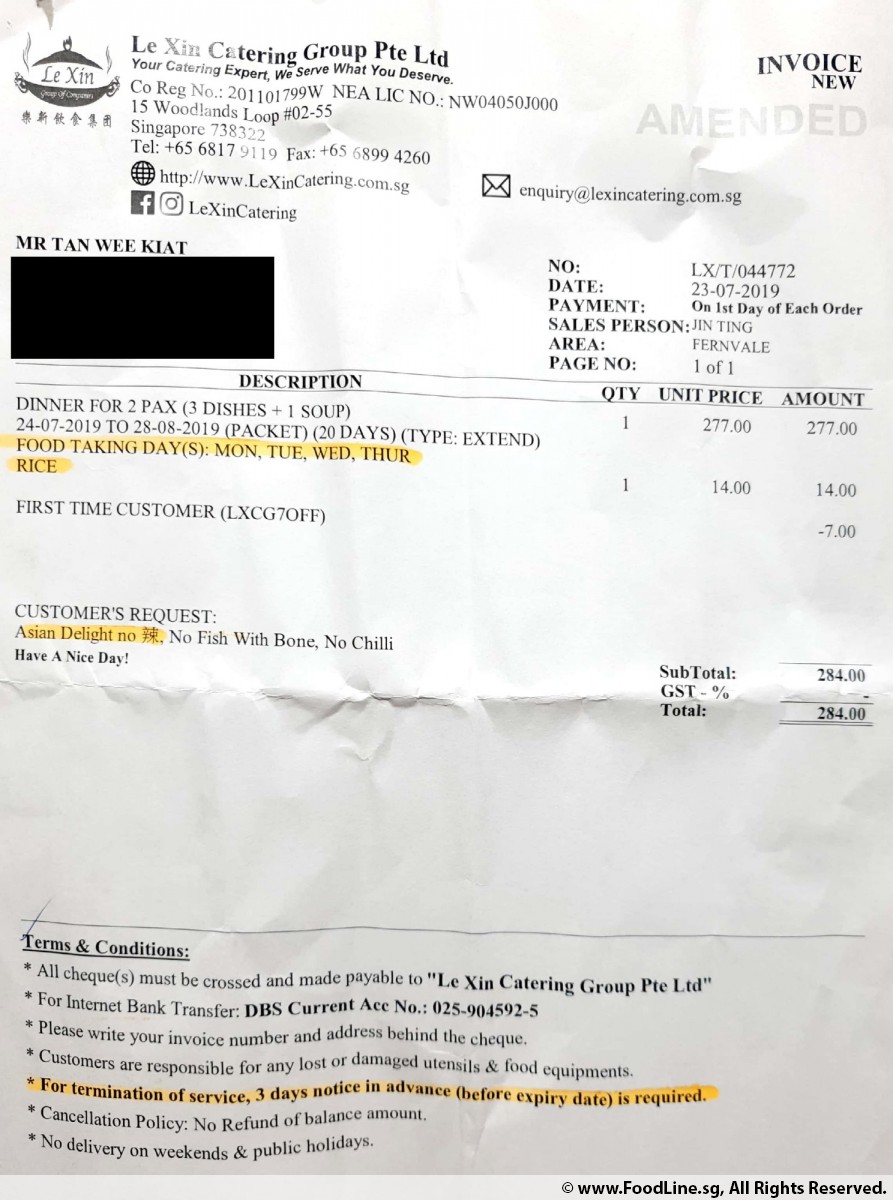 Le Xin
Group Of Companies
樂新飲食集團
Le Xin Catering Group Pte Ltd
Your Catering Expert, We Serve What You Deserve.
Co Reg No.: 201101799W NEA LIC NO.: NW04050J000
15 Woodlands Loop #02-55
Singapore 738322
Tel: +65 6817 9119 Fax: +65 6899 4260
http://www.LeXinCatering.com.sg
enquiry@lexincatering.com.sg
LeXinCatering
INVOICE
NEW
AMENDED
MR TAN WEE KIAT
NO: LX/T/044772
DATE: 23-07-2019
PAYMENT: On 1st Day of Each Order
SALES PERSON: JIN TING
AREA: FERNVALE
PAGE NO: 1 of 1
DESCRIPTION QTY UNIT PRICE AMOUNT
DINNER FOR 2 PAX (3 DISHES + 1 SOUP) 1 277.00 277.00
24-07-2019 TO 28-08-2019 (PACKET) (20 DAYS) (TYPE: EXTEND)
FOOD TAKING DAY(S): MON, TUE, WED, THUR
RICE 1 14.00 14.00
FIRST TIME CUSTOMER (LXCG7OFF) -7.00
CUSTOMER'S REQUEST:
Asian Delight no 辣, No Fish With Bone, No Chilli
Have A Nice Day!
SubTotal: 284.00
GST - % -
Total: 284.00
Terms & Conditions:
* All cheque(s) must be crossed and made payable to "Le Xin Catering Group Pte Ltd"
* For Internet Bank Transfer: DBS Current Acc No.: 025-904592-5
* Please write your invoice number and address behind the cheque.
* Customers are responsible for any lost or damaged utensils & food equipments.
* For termination of service, 3 days notice in advance (before expiry date) is required.
* Cancellation Policy: No Refund of balance amount.
* No delivery on weekends & public holidays.
© www.FoodLine.sg, All Rights Reserved.